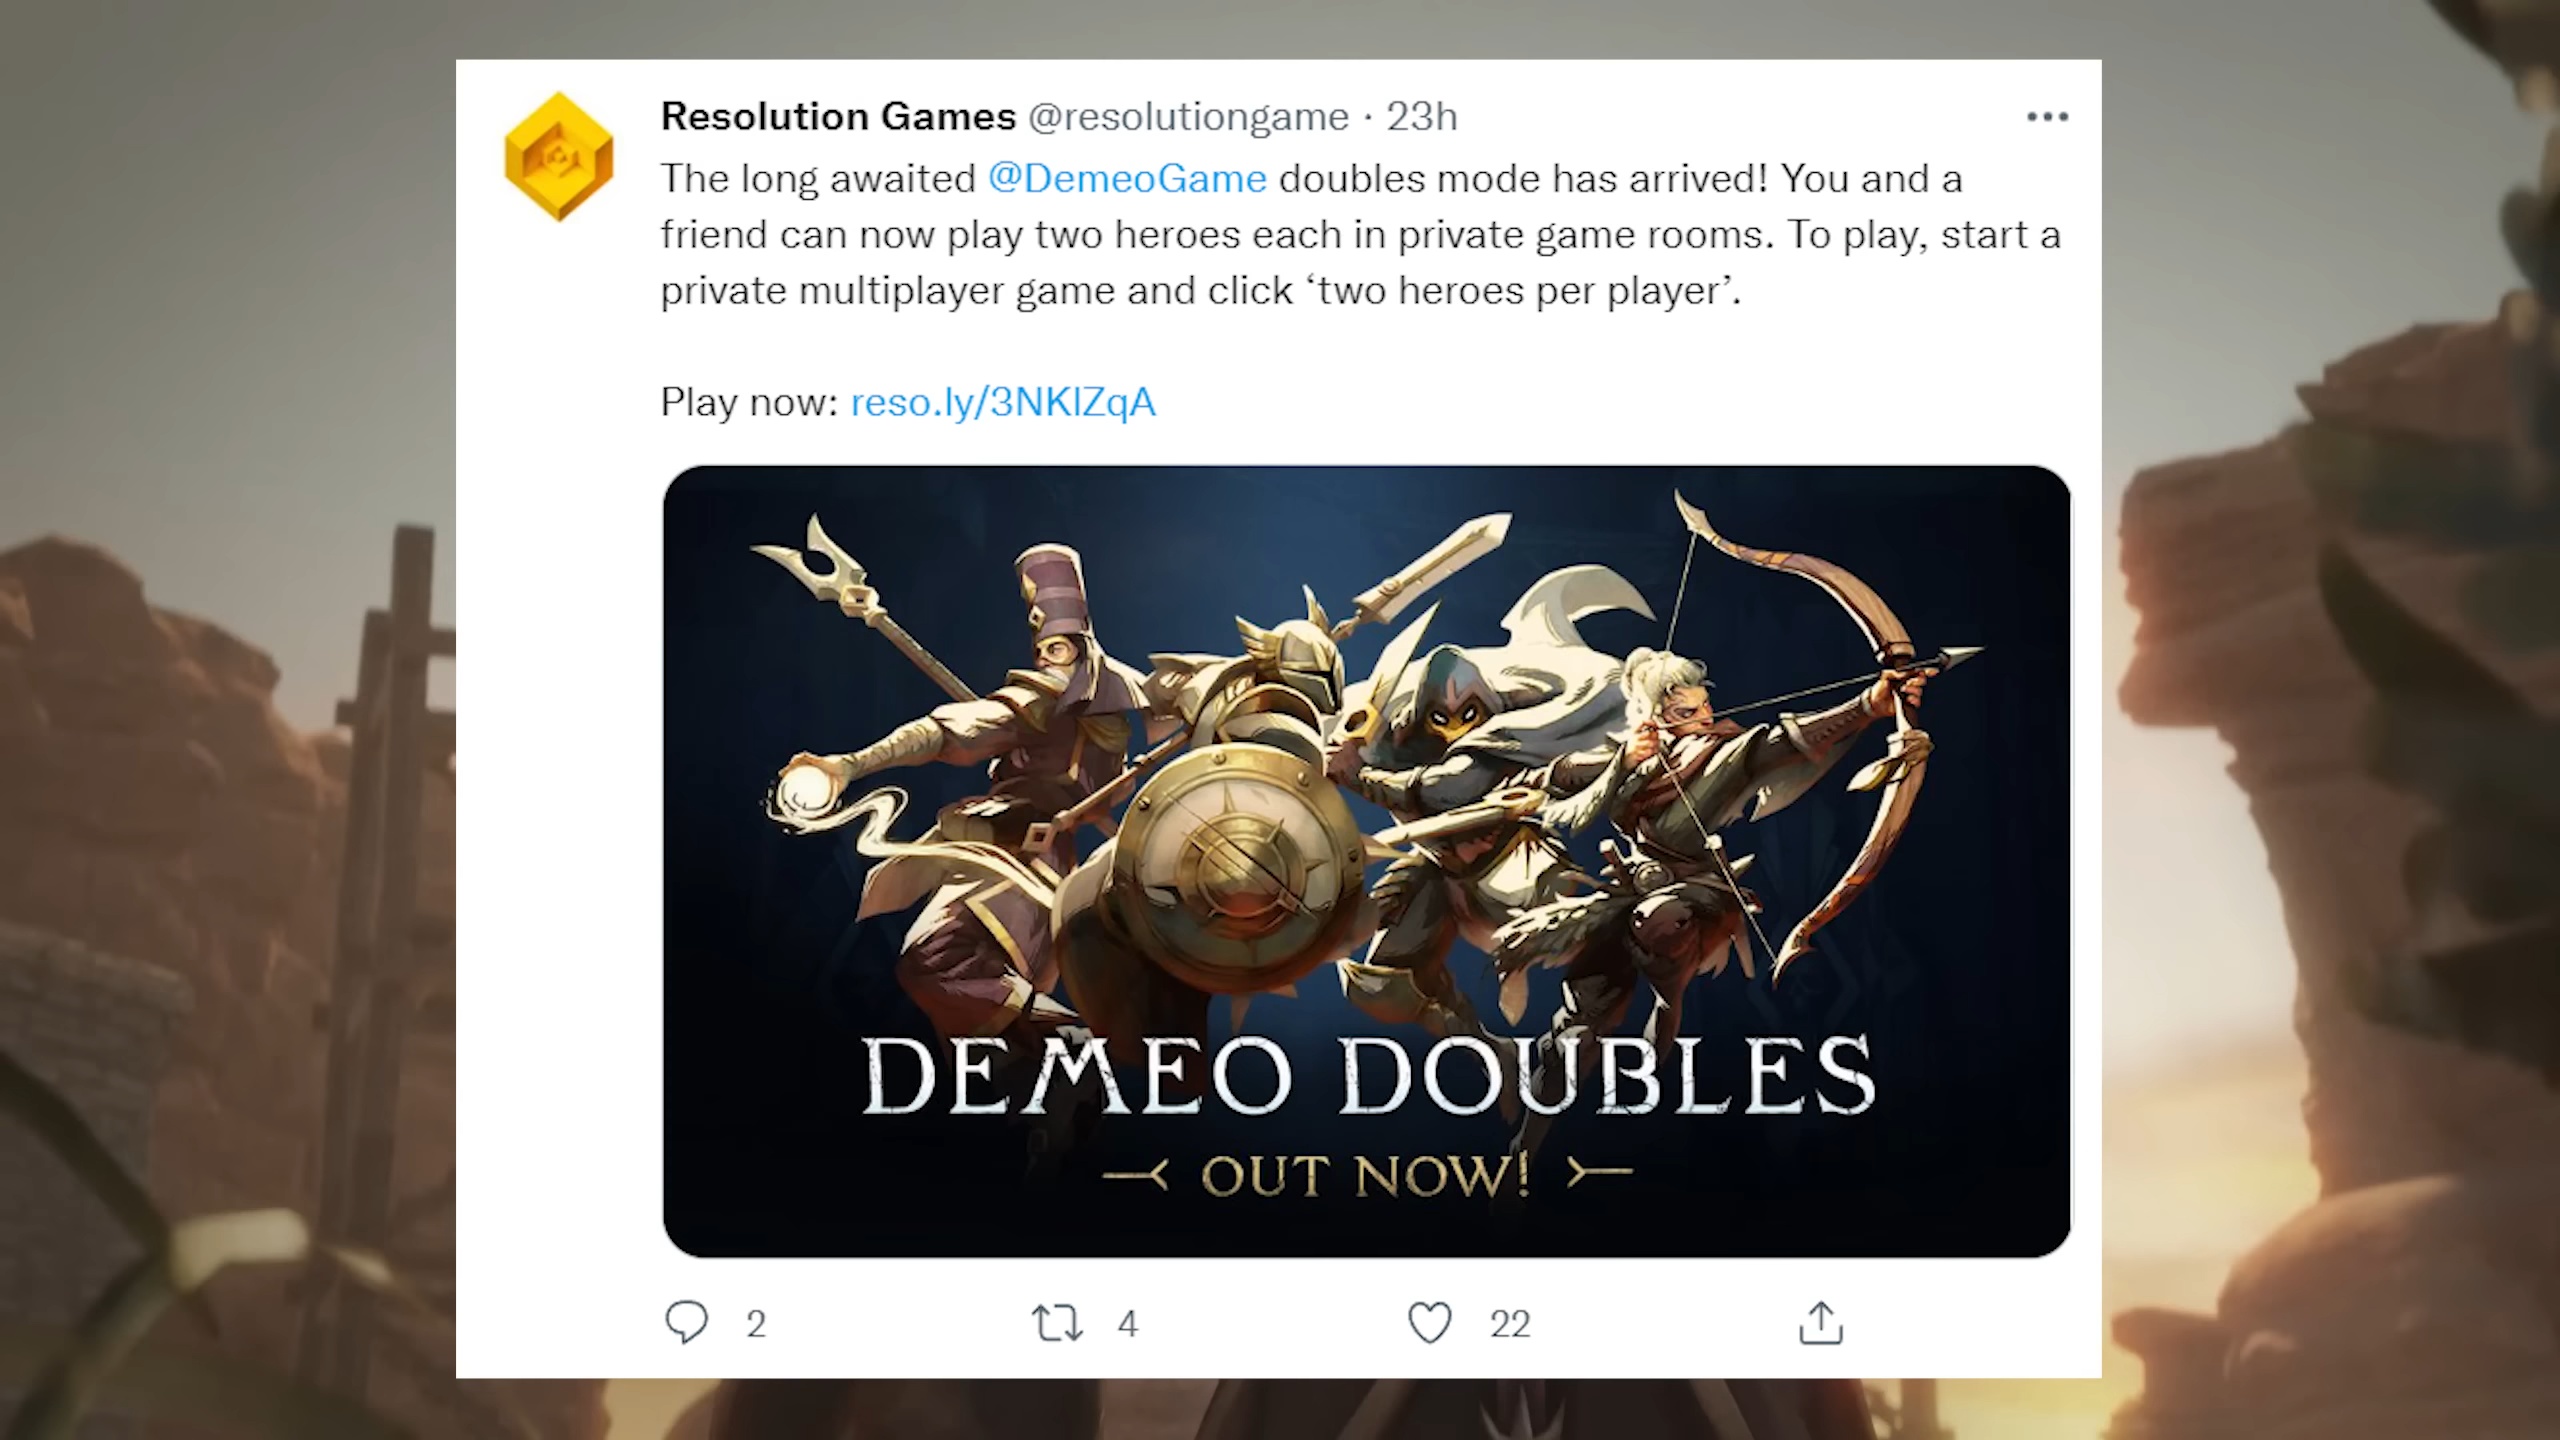 Resolution Games @resolutiongame · 23h
The long awaited @DemeoGame doubles mode has arrived! You and a
friend can now play two heroes each in private game rooms. To play, start a
private multiplayer game and click ‘two heroes per player’.
Play now: reso.ly/3NKlZqA
DEMEO DOUBLES
OUT NOW!
2 4 22